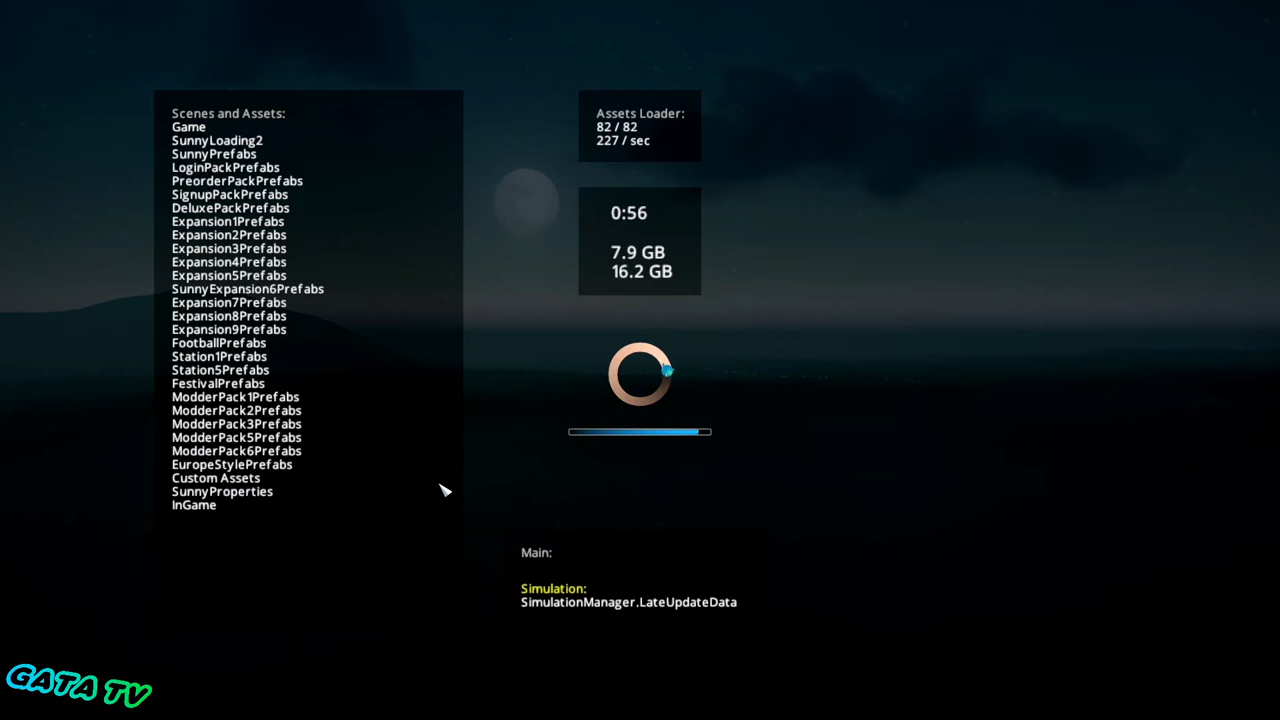 Scenes and Assets:
Game
SunnyLoading2
SunnyPrefabs
LoginPackPrefabs
PreorderPackPrefabs
SignupPackPrefabs
DeluxePackPrefabs
Expansion1Prefabs
Expansion2Prefabs
Expansion3Prefabs
Expansion4Prefabs
Expansion5Prefabs
SunnyExpansion6Prefabs
Expansion7Prefabs
Expansion8Prefabs
Expansion9Prefabs
FootballPrefabs
Station1Prefabs
Station5Prefabs
FestivalPrefabs
ModderPack1Prefabs
ModderPack2Prefabs
ModderPack3Prefabs
ModderPack5Prefabs
ModderPack6Prefabs
EuropeStylePrefabs
Custom Assets
SunnyProperties
InGame
Assets Loader:
82 / 82
227 / sec
0:56
7.9 GB
16.2 GB
Main:
Simulation:
SimulationManager.LateUpdateData
GATA TV